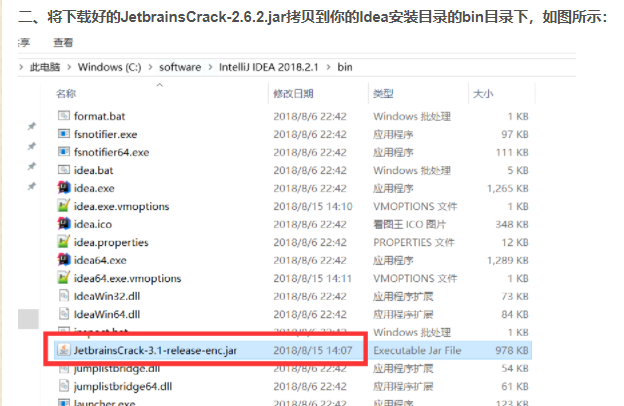 二、将下载好的JetbrainsCrack-2.6.2.jar拷贝到你的Idea安装目录的bin目录下，如图所示：
享 查看
此电脑 > Windows (C:) > software > IntelliJ IDEA 2018.2.1 > bin
名称 修改日期 类型 大小
format.bat 2018/8/6 22:42 Windows 批处理 1 KB
fsnotifier.exe 2018/8/6 22:42 应用程序 97 KB
fsnotifier64.exe 2018/8/6 22:42 应用程序 111 KB
idea.bat 2018/8/6 22:42 Windows 批处理 5 KB
idea.exe 2018/8/6 22:42 应用程序 1,265 KB
idea.exe.vmoptions 2018/8/15 14:10 VMOPTIONS 文件 1 KB
idea.ico 2018/8/6 22:42 看图王 ICO 图片 348 KB
idea.properties 2018/8/6 22:42 PROPERTIES 文件 12 KB
idea64.exe 2018/8/6 22:42 应用程序 1,289 KB
idea64.exe.vmoptions 2018/8/15 14:11 VMOPTIONS 文件 1 KB
IdeaWin32.dll 2018/8/6 22:42 应用程序扩展 73 KB
IdeaWin64.dll 2018/8/6 22:42 应用程序扩展 84 KB
inspect.bat 2018/8/6 22:42 Windows 批处理 1 KB
JetbrainsCrack-3.1-release-enc.jar 2018/8/15 14:07 Executable Jar File 978 KB
jumplistbridge.dll 2018/8/6 22:42 应用程序扩展 54 KB
jumplistbridge64.dll 2018/8/6 22:42 应用程序扩展 61 KB
launcher.exe 2018/8/6 22:42 应用程序 123 KB